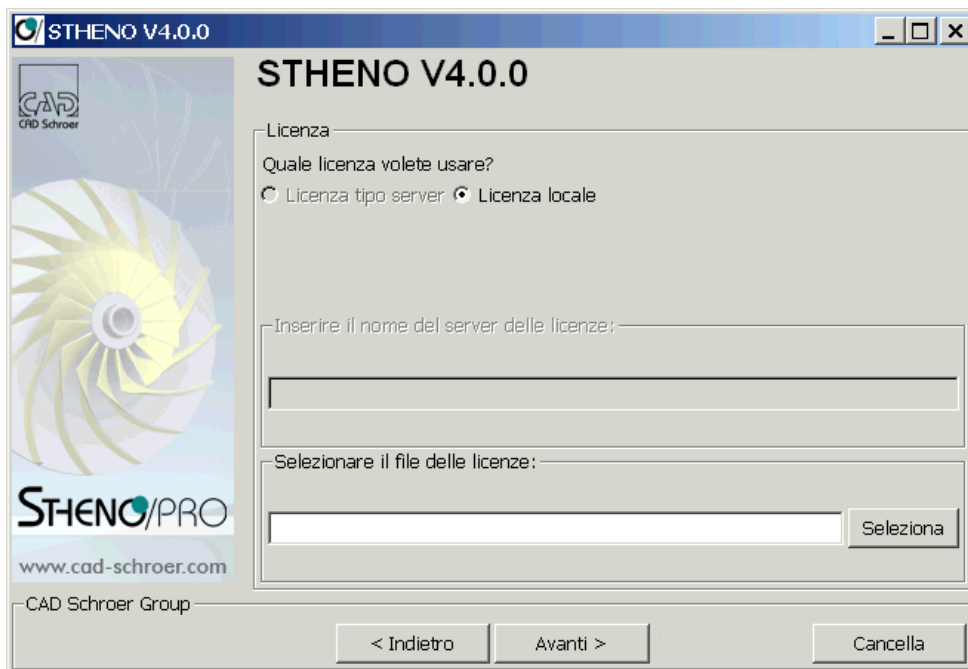 STHENO V4.0.0
CAD
CAD Schroer
STHENO V4.0.0
Licenza
Quale licenza volete usare?
Licenza tipo server Licenza locale
Inserire il nome del server delle licenze:
Selezionare il file delle licenze:
Seleziona
STHENO/PRO
www.cad-schroer.com
CAD Schroer Group
< Indietro Avanti > Cancella